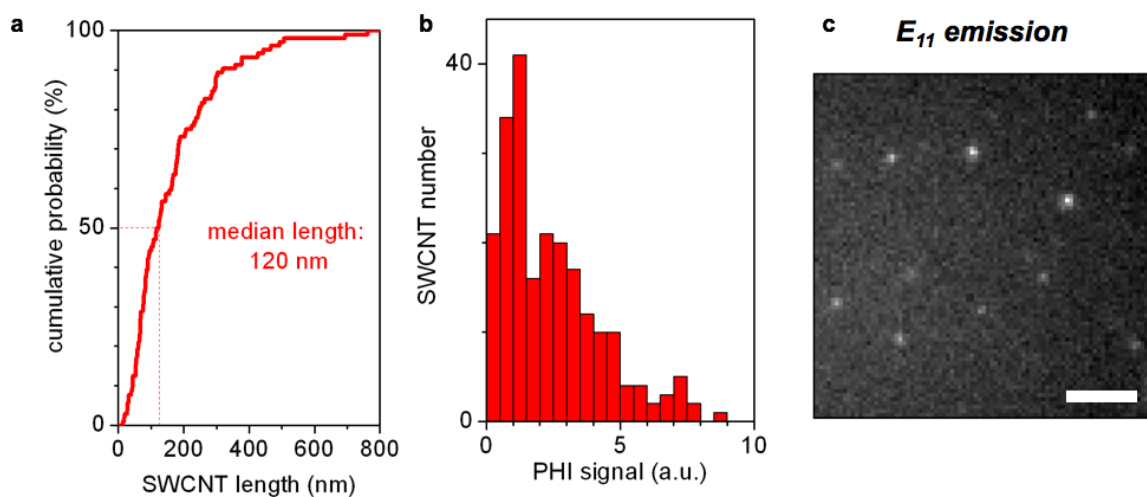 a
100
50
0
cumulative probability (%)
median length:
120 nm
0 200 400 600 800
SWCNT length (nm)
b
40
0
SWCNT number
0 5 10
PHI signal (a.u.)
c
E11 emission